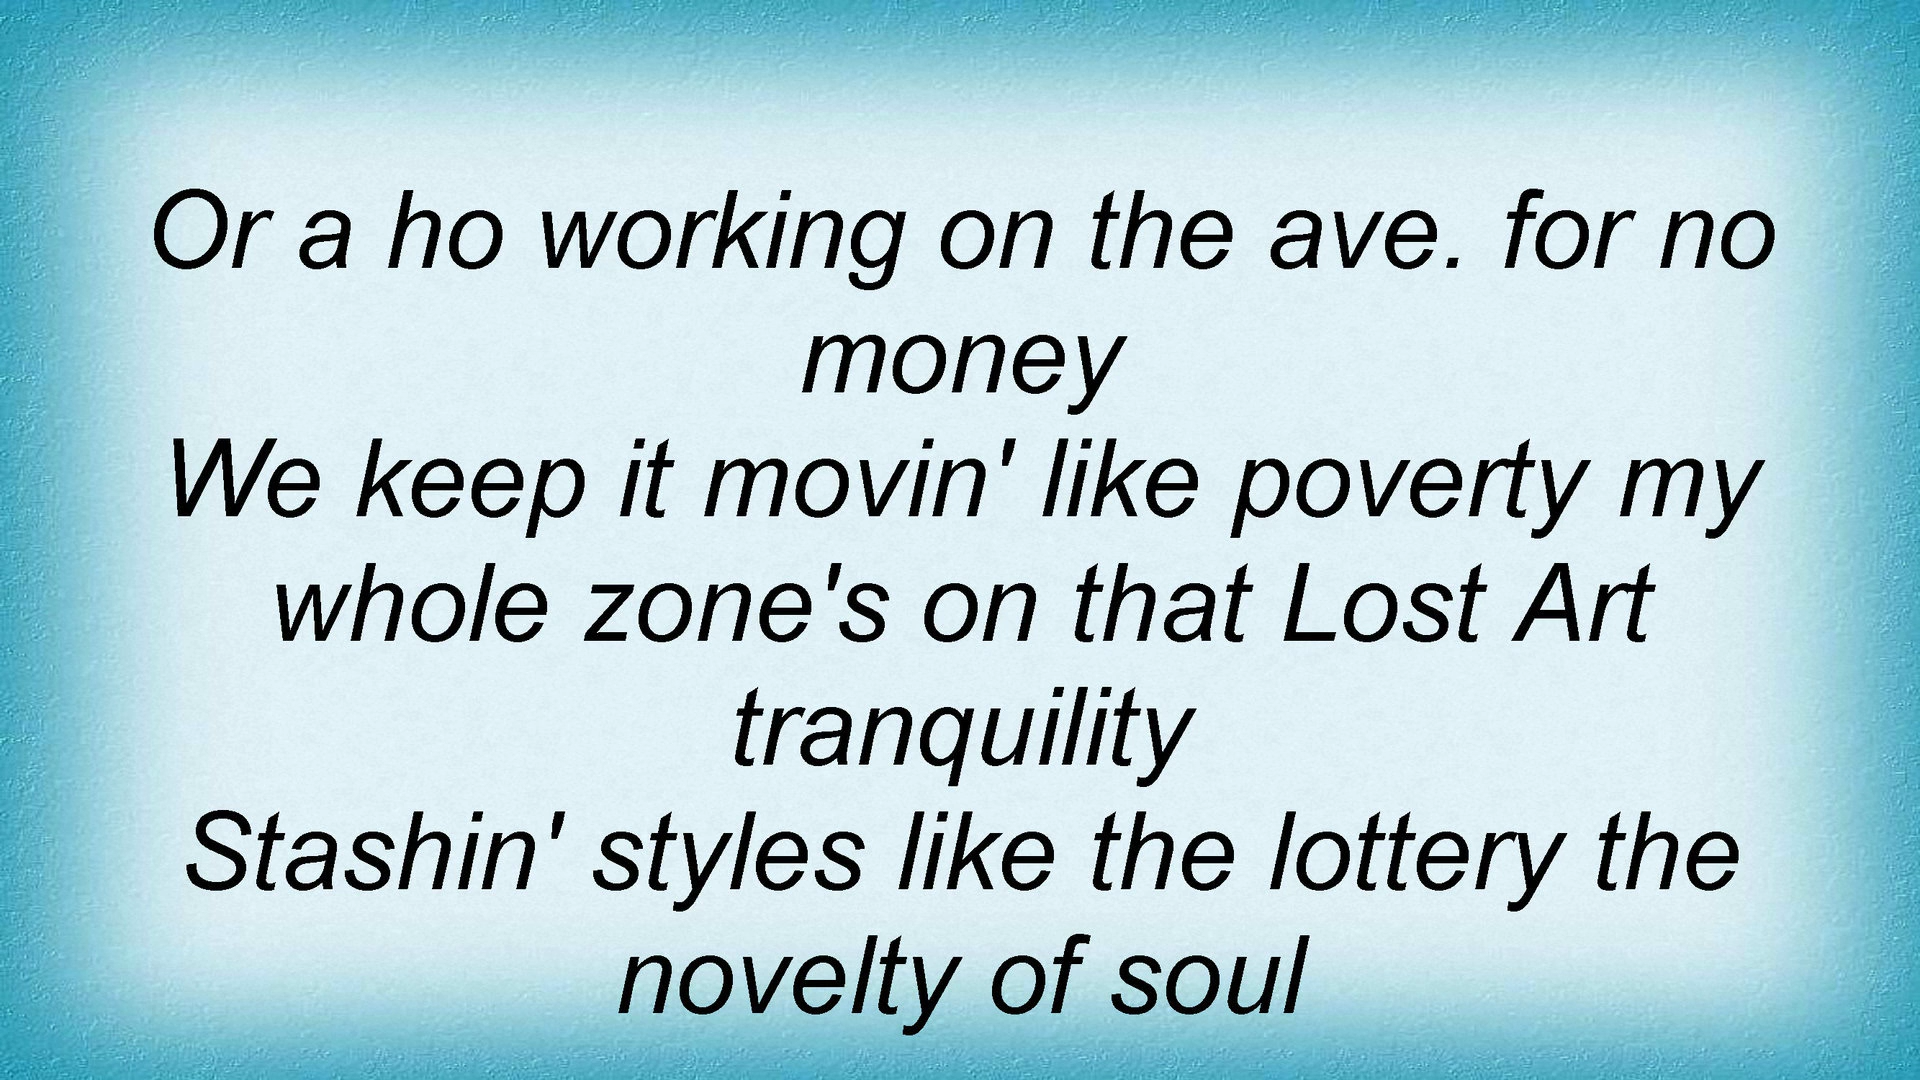 Or a ho working on the ave. for no
money
We keep it movin' like poverty my
whole zone's on that Lost Art
tranquility
Stashin' styles like the lottery the
novelty of soul